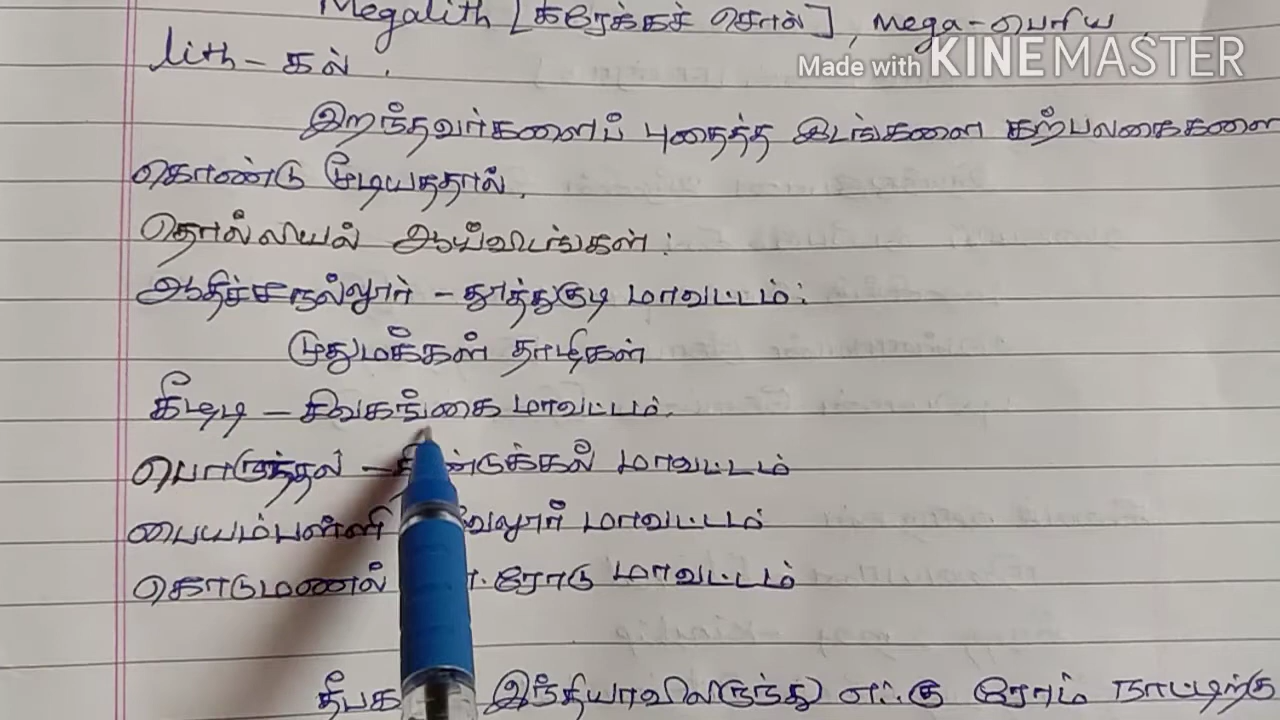 Megalith [கிரேக்கச் சொல்], Mega-பெரிய,
Made with KINEMASTER
lith - கல்.
இறந்தவர்களைப் புதைத்த இடங்களை கற்பலகைகளை
கொண்டு மூடியதால்.
தொல்லியல் ஆய்விடங்கள் :
ஆதிச்சநல்லூர் - தூத்துகுடி மாவட்டம்:
முதுமக்கள் தாழிகள்
கீழடி - சிவகங்கை மாவட்டம்.
பொருந்தல் - திண்டுக்கல் மாவட்டம்
பையம்பள்ளி வேலூர் மாவட்டம்
கொடுமணல் ஈரோடு மாவட்டம்
தீபக இந்தியாவிலிருந்து ரோம் நாட்டிற்கு